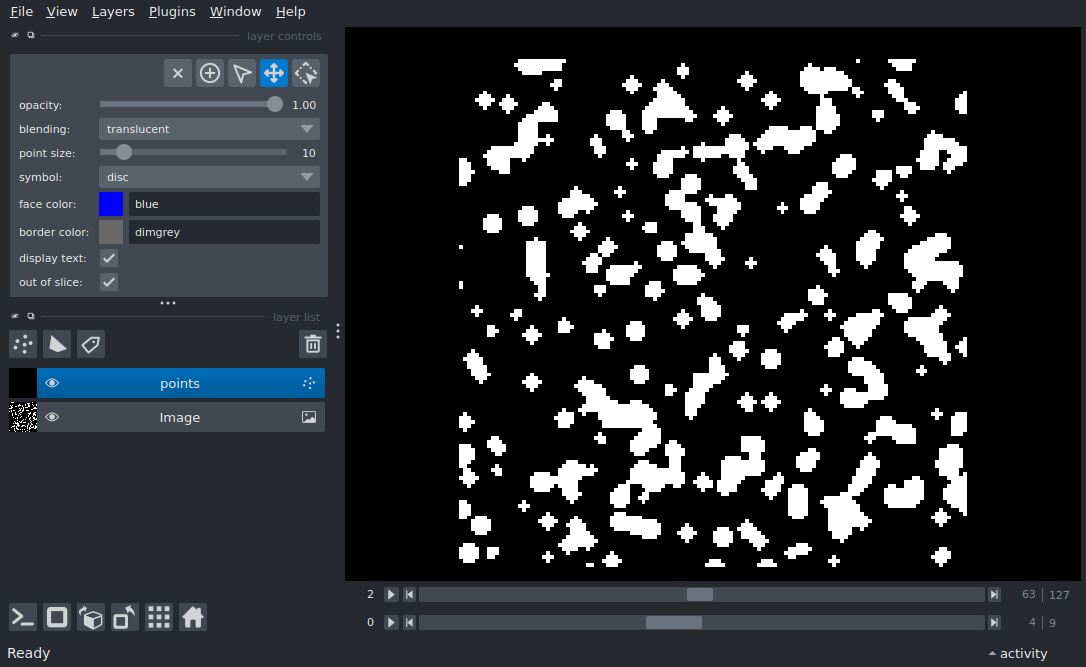 File View Layers Plugins Window Help
layer controls
opacity: 1.00
blending: translucent
point size: 10
symbol: disc
face color: blue
border color: dimgrey
display text:
out of slice:
layer list
points
Image
2 63 127
0 4 9
Ready activity